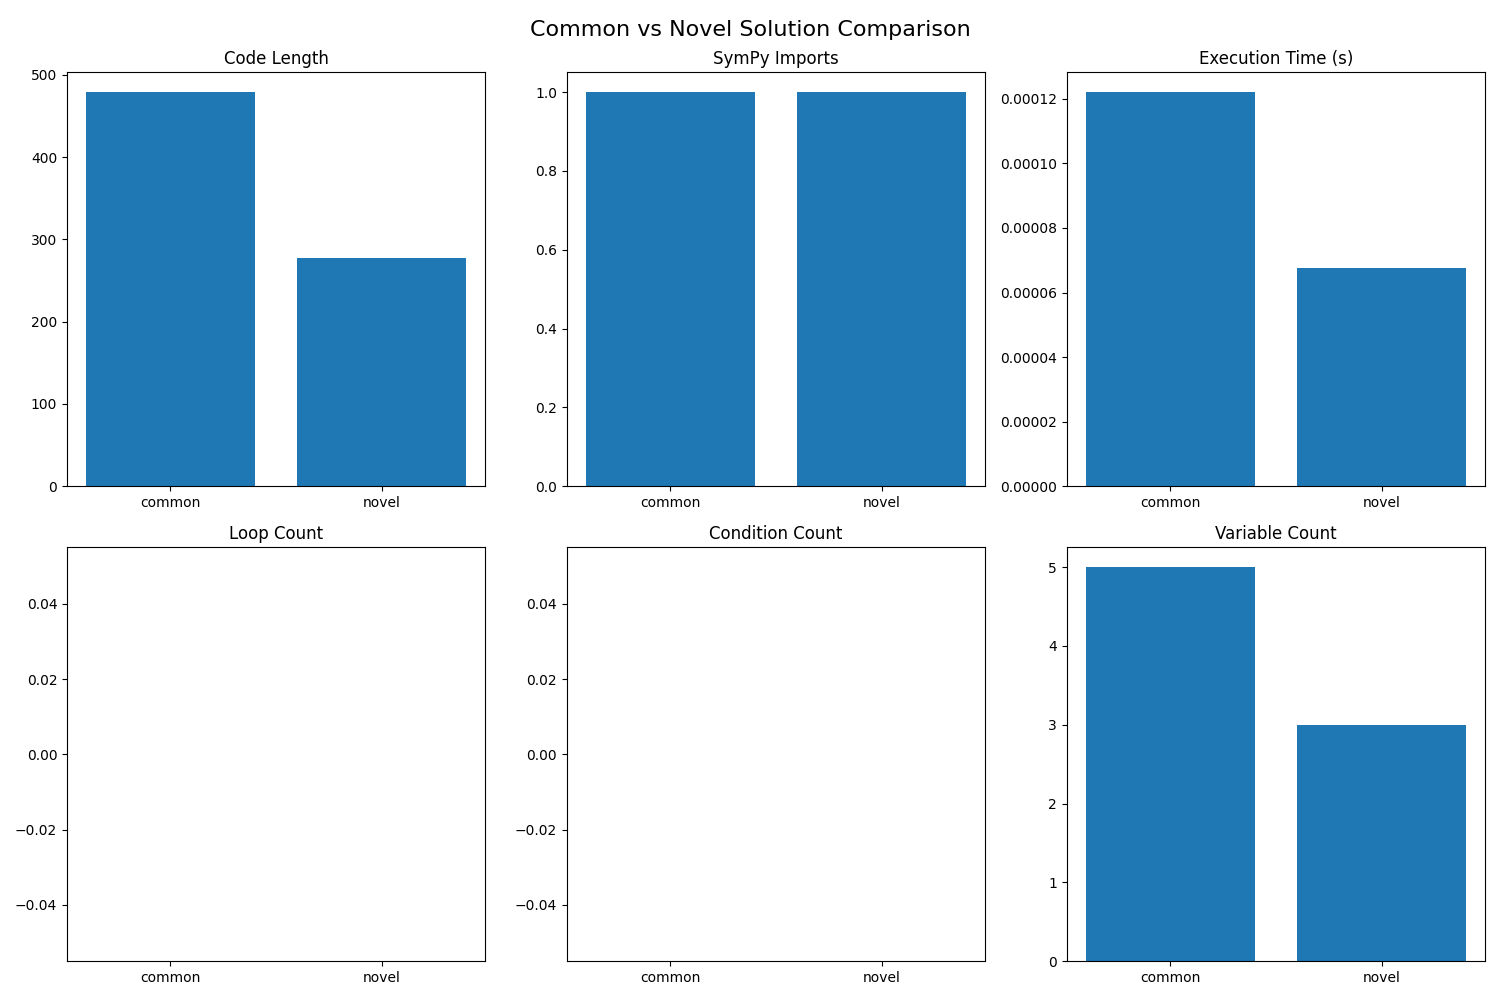 Common vs Novel Solution Comparison
Code Length
500
400
300
200
100
0
common novel
SymPy Imports
1.0
0.8
0.6
0.4
0.2
0.0
common novel
Execution Time (s)
0.00012
0.00010
0.00008
0.00006
0.00004
0.00002
0.00000
common novel
Loop Count
0.04
0.02
0.00
−0.02
−0.04
common novel
Condition Count
0.04
0.02
0.00
−0.02
−0.04
common novel
Variable Count
5
4
3
2
1
0
common novel